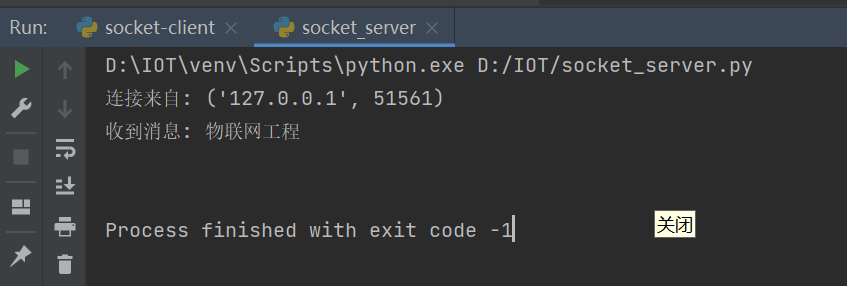 Run: socket-client socket_server
D:\IOT\venv\Scripts\python.exe D:/IOT/socket_server.py
连接来自: ('127.0.0.1', 51561)
收到消息: 物联网工程
Process finished with exit code -1
关闭